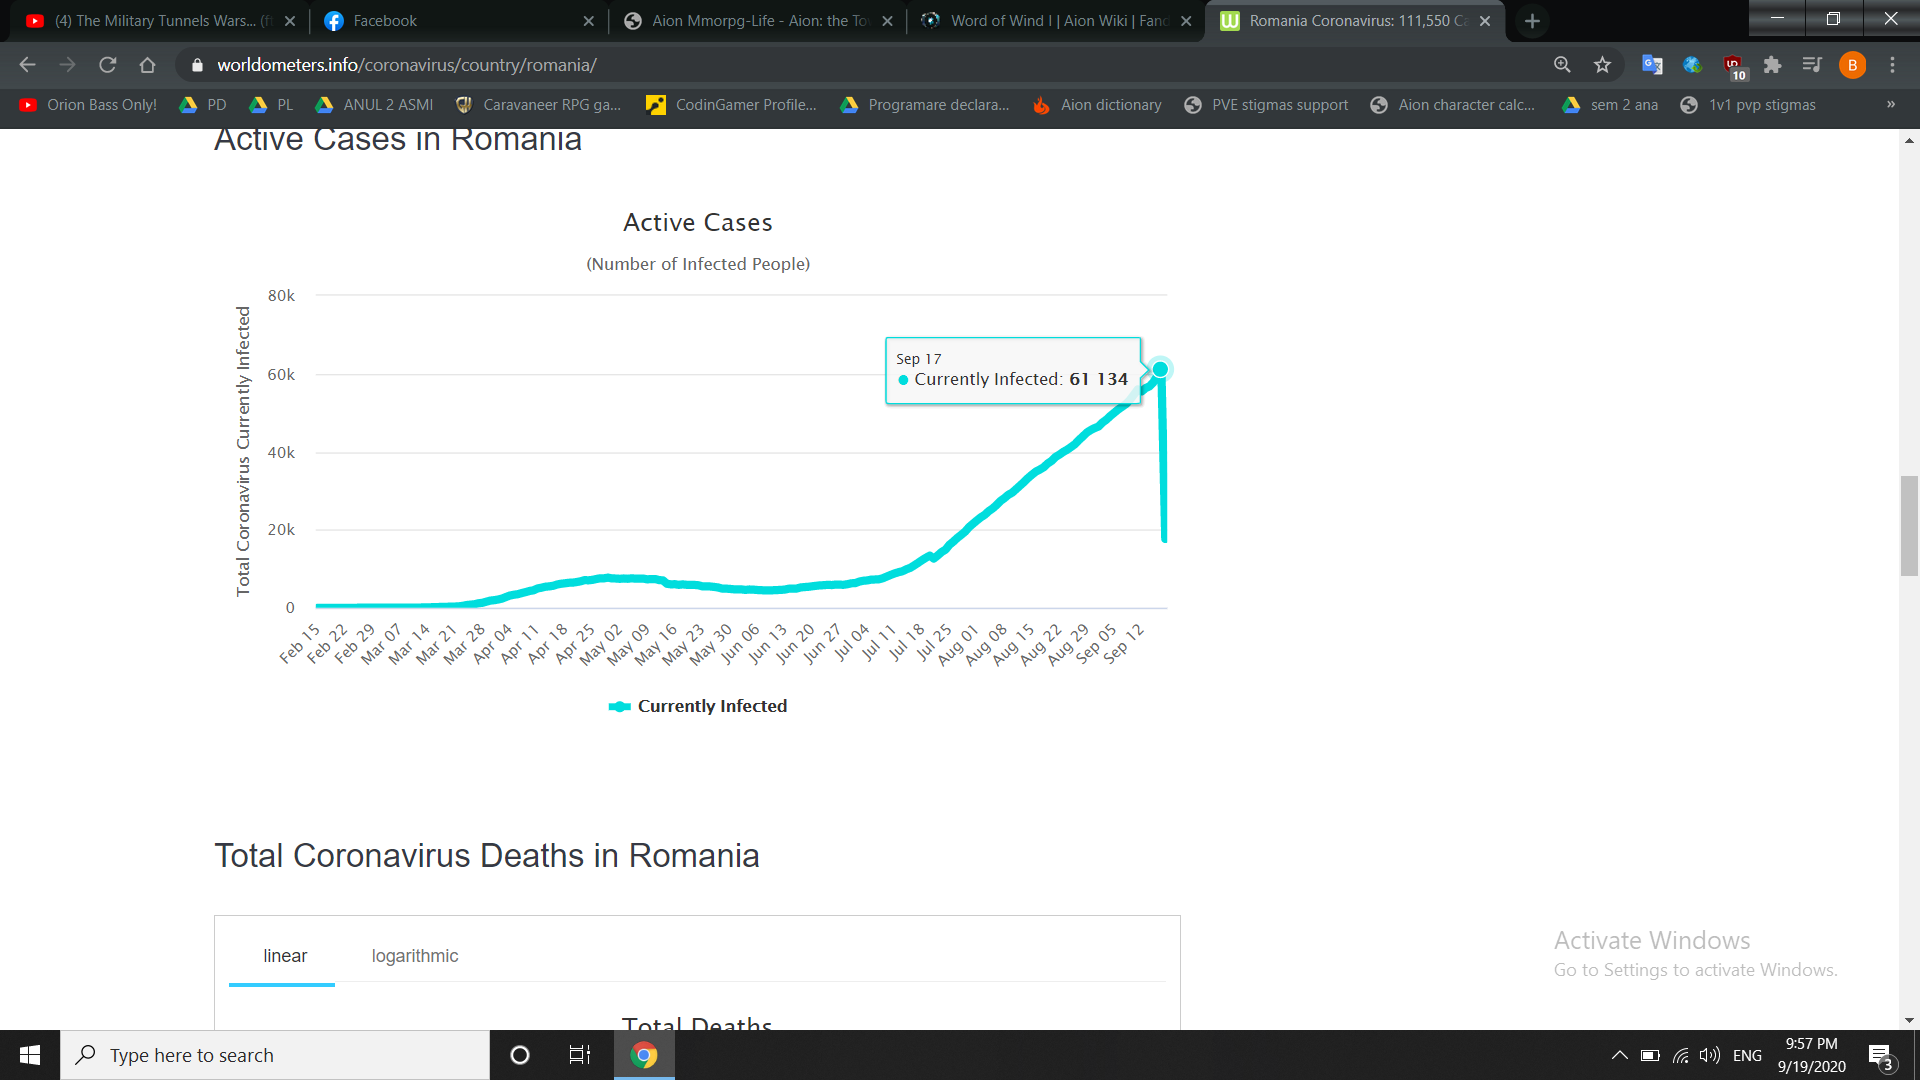 (4) The Military Tunnels Wars... (f
Facebook
Aion Mmorpg-Life - Aion: the To
Word of Wind I | Aion Wiki | Fand
Romania Coronavirus: 111,550 Ca
worldometers.info/coronavirus/country/romania/
10
B
Orion Bass Only!
PD
PL
ANUL 2 ASMI
Caravaneer RPG ga...
CodinGamer Profile...
Programare declara...
Aion dictionary
PVE stigmas support
Aion character calc...
sem 2 ana
1v1 pvp stigmas
»
Active Cases in Romania
Active Cases
(Number of Infected People)
Total Coronavirus Currently Infected
80k
60k
40k
20k
0
Sep 17
Currently Infected: 61 134
Feb 15
Feb 22
Feb 29
Mar 07
Mar 14
Mar 21
Mar 28
Apr 04
Apr 11
Apr 18
Apr 25
May 02
May 09
May 16
May 23
May 30
Jun 06
Jun 13
Jun 20
Jun 27
Jul 04
Jul 11
Jul 18
Jul 25
Aug 01
Aug 08
Aug 15
Aug 22
Aug 29
Sep 05
Sep 12
Currently Infected
Total Coronavirus Deaths in Romania
linear
logarithmic
Total Deaths
Activate Windows
Go to Settings to activate Windows.
Type here to search
ENG
9:57 PM
9/19/2020
3